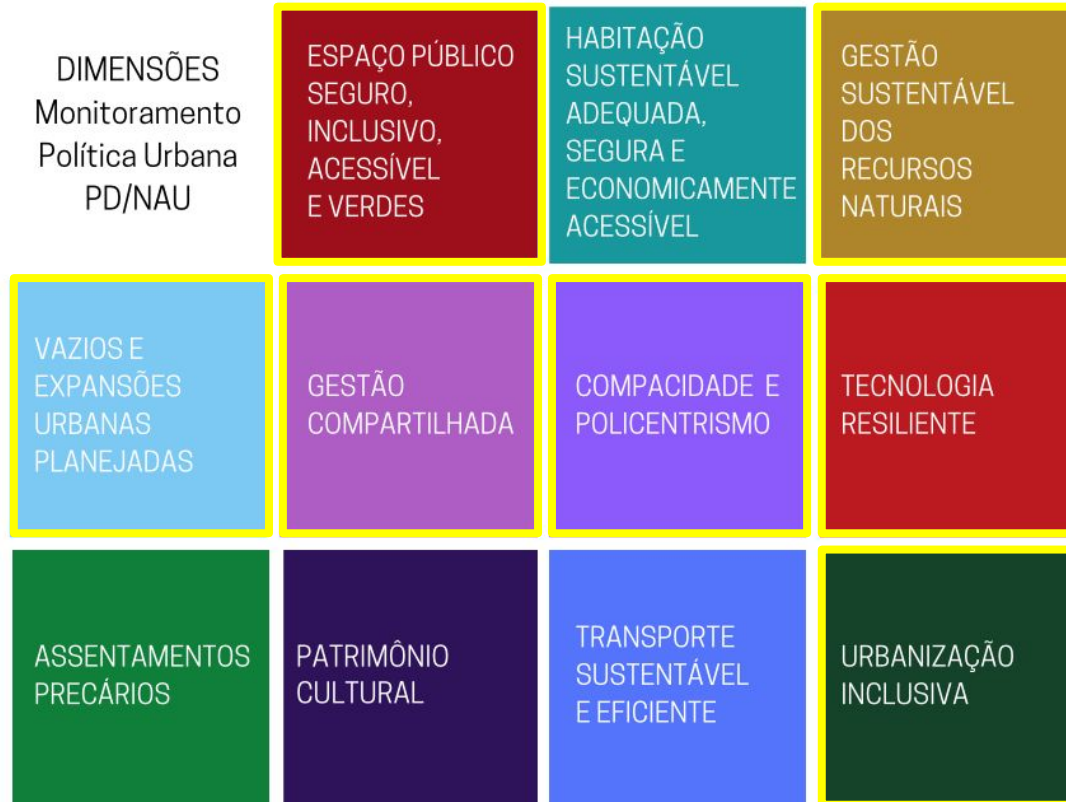 DIMENSÕES
Monitoramento
Política Urbana
PD/NAU
ESPAÇO PÚBLICO
SEGURO,
INCLUSIVO,
ACESSÍVEL
E VERDES
HABITAÇÃO
SUSTENTÁVEL
ADEQUADA,
SEGURA E
ECONOMICAMENTE
ACESSÍVEL
GESTÃO
SUSTENTÁVEL
DOS
RECURSOS
NATURAIS
VAZIOS E
EXPANSÕES
URBANAS
PLANEJADAS
GESTÃO
COMPARTILHADA
COMPACIDADE E
POLICENTRISMO
TECNOLOGIA
RESILIENTE
ASSENTAMENTOS
PRECÁRIOS
PATRIMÔNIO
CULTURAL
TRANSPORTE
SUSTENTÁVEL
E EFICIENTE
URBANIZAÇÃO
INCLUSIVA